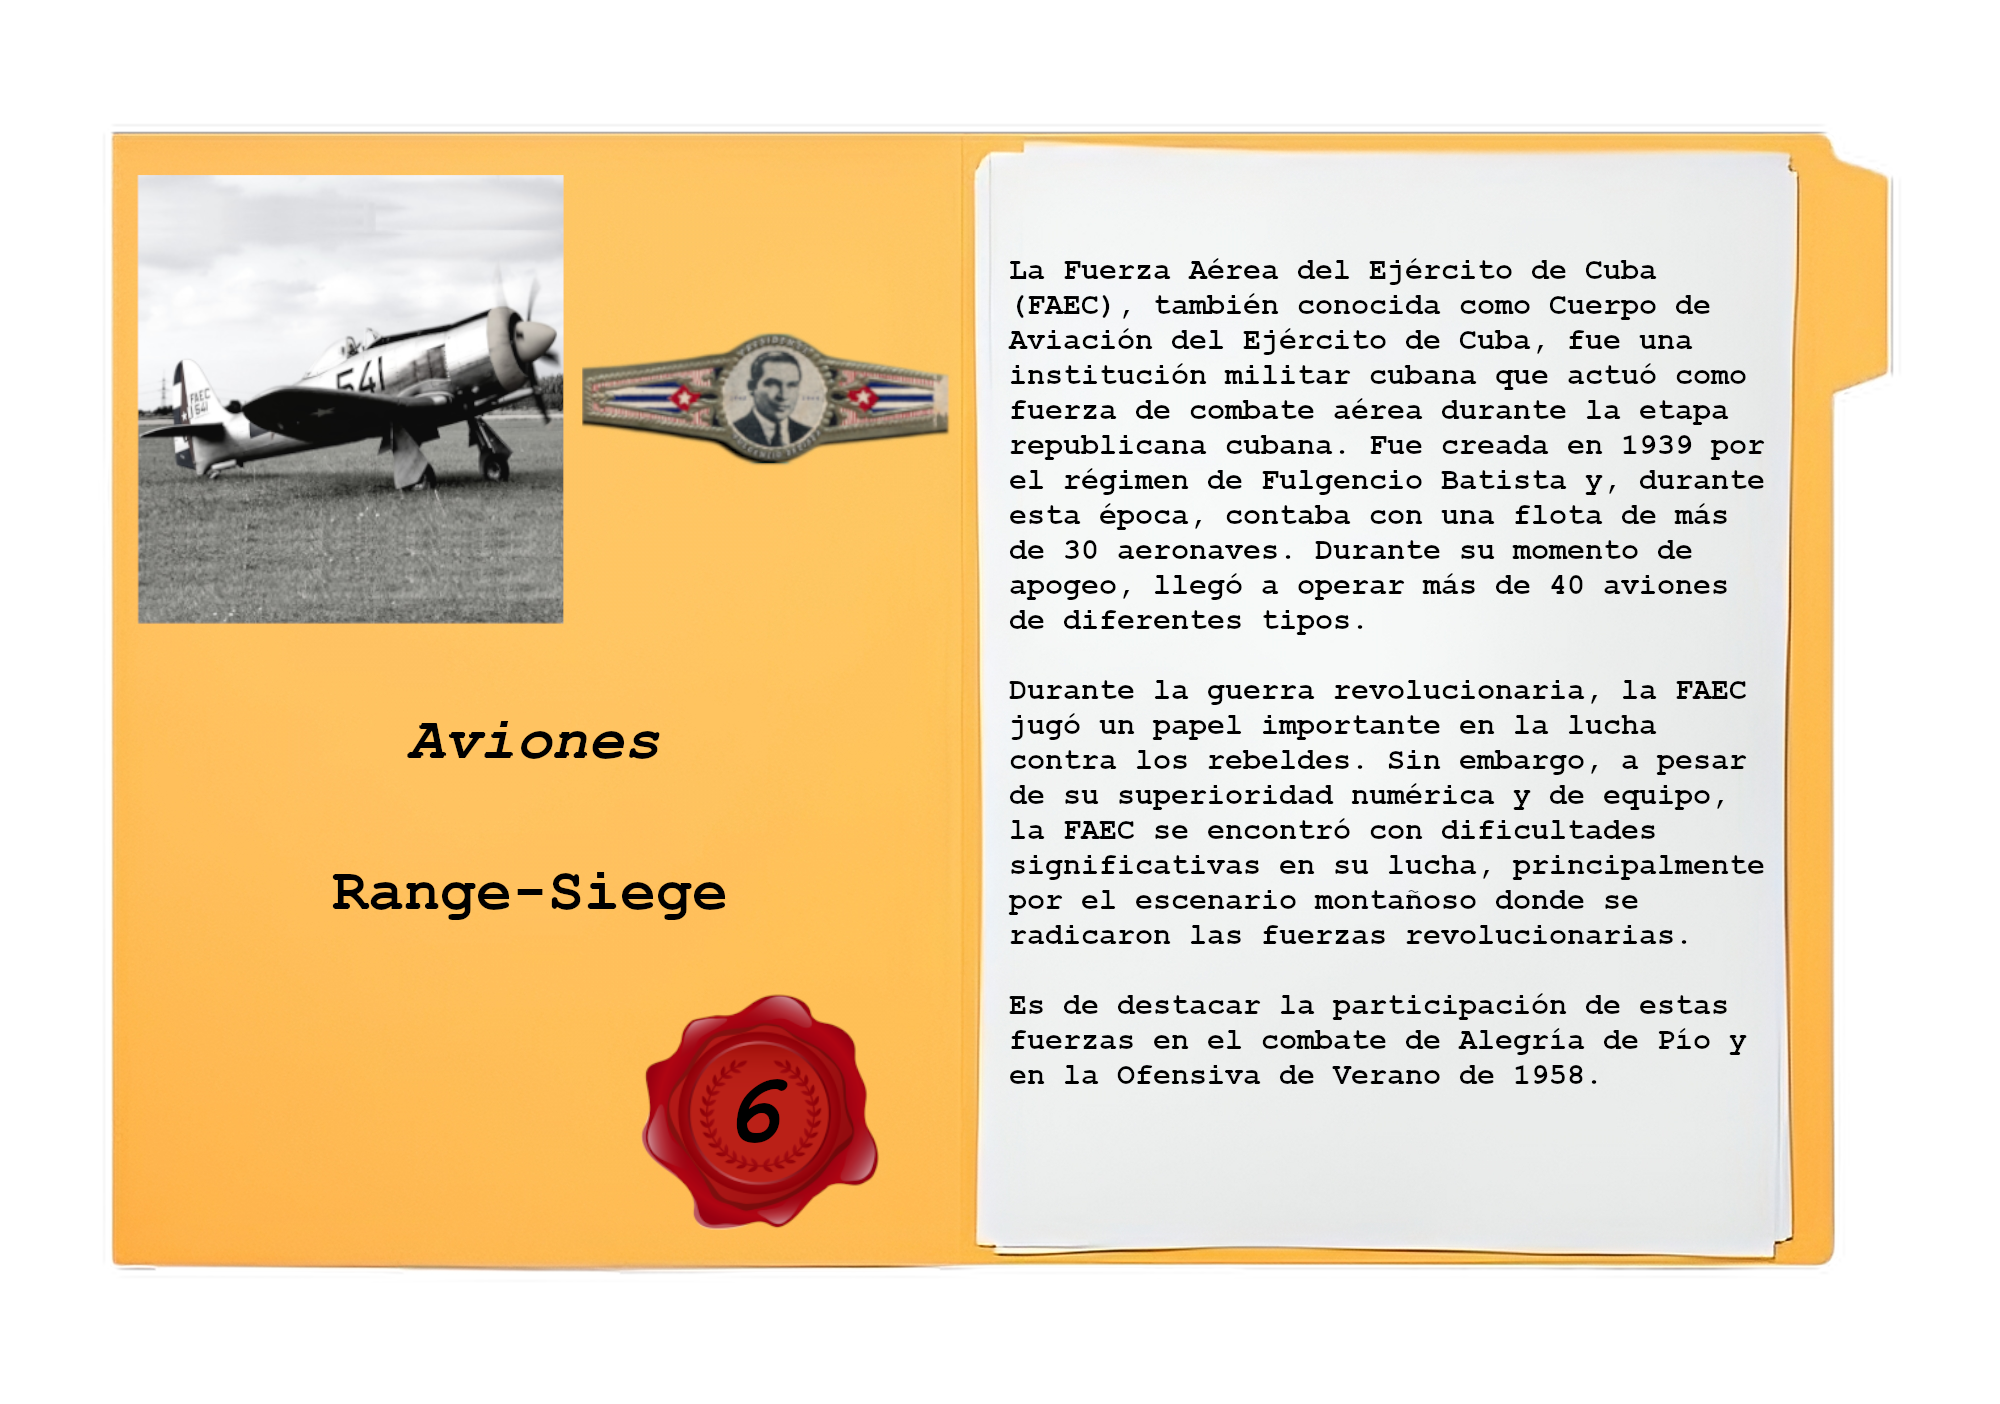 541
FAEC
541
Aviones
Range-Siege
6
La Fuerza Aérea del Ejército de Cuba
(FAEC), también conocida como Cuerpo de
Aviación del Ejército de Cuba, fue una
institución militar cubana que actuó como
fuerza de combate aérea durante la etapa
republicana cubana. Fue creada en 1939 por
el régimen de Fulgencio Batista y, durante
esta época, contaba con una flota de más
de 30 aeronaves. Durante su momento de
apogeo, llegó a operar más de 40 aviones
de diferentes tipos.
Durante la guerra revolucionaria, la FAEC
jugó un papel importante en la lucha
contra los rebeldes. Sin embargo, a pesar
de su superioridad numérica y de equipo,
la FAEC se encontró con dificultades
significativas en su lucha, principalmente
por el escenario montañoso donde se
radicaron las fuerzas revolucionarias.
Es de destacar la participación de estas
fuerzas en el combate de Alegría de Pío y
en la Ofensiva de Verano de 1958.